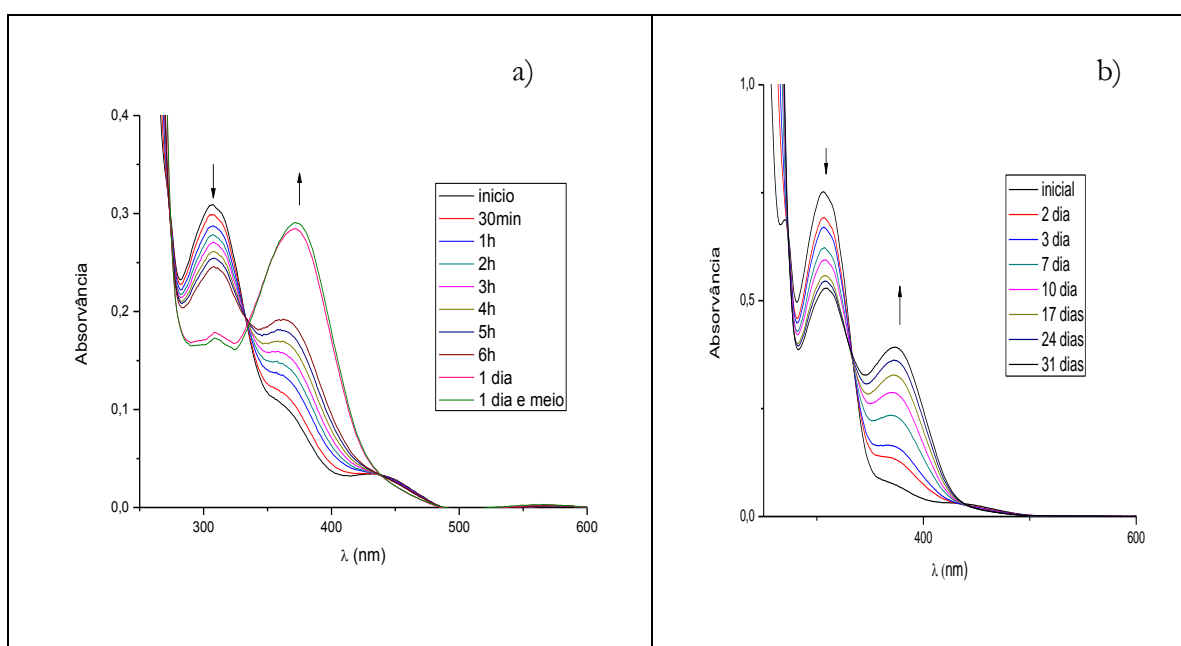 a)
0,4
0,3
0,2
0,1
0,0
300
400
500
600
Absorvância
λ (nm)
inicio
30min
1h
2h
3h
4h
5h
6h
1 dia
1 dia e meio
b)
1,0
0,5
0,0
400
600
Absorvância
λ (nm)
inicial
2 dia
3 dia
7 dia
10 dia
17 dias
24 dias
31 dias